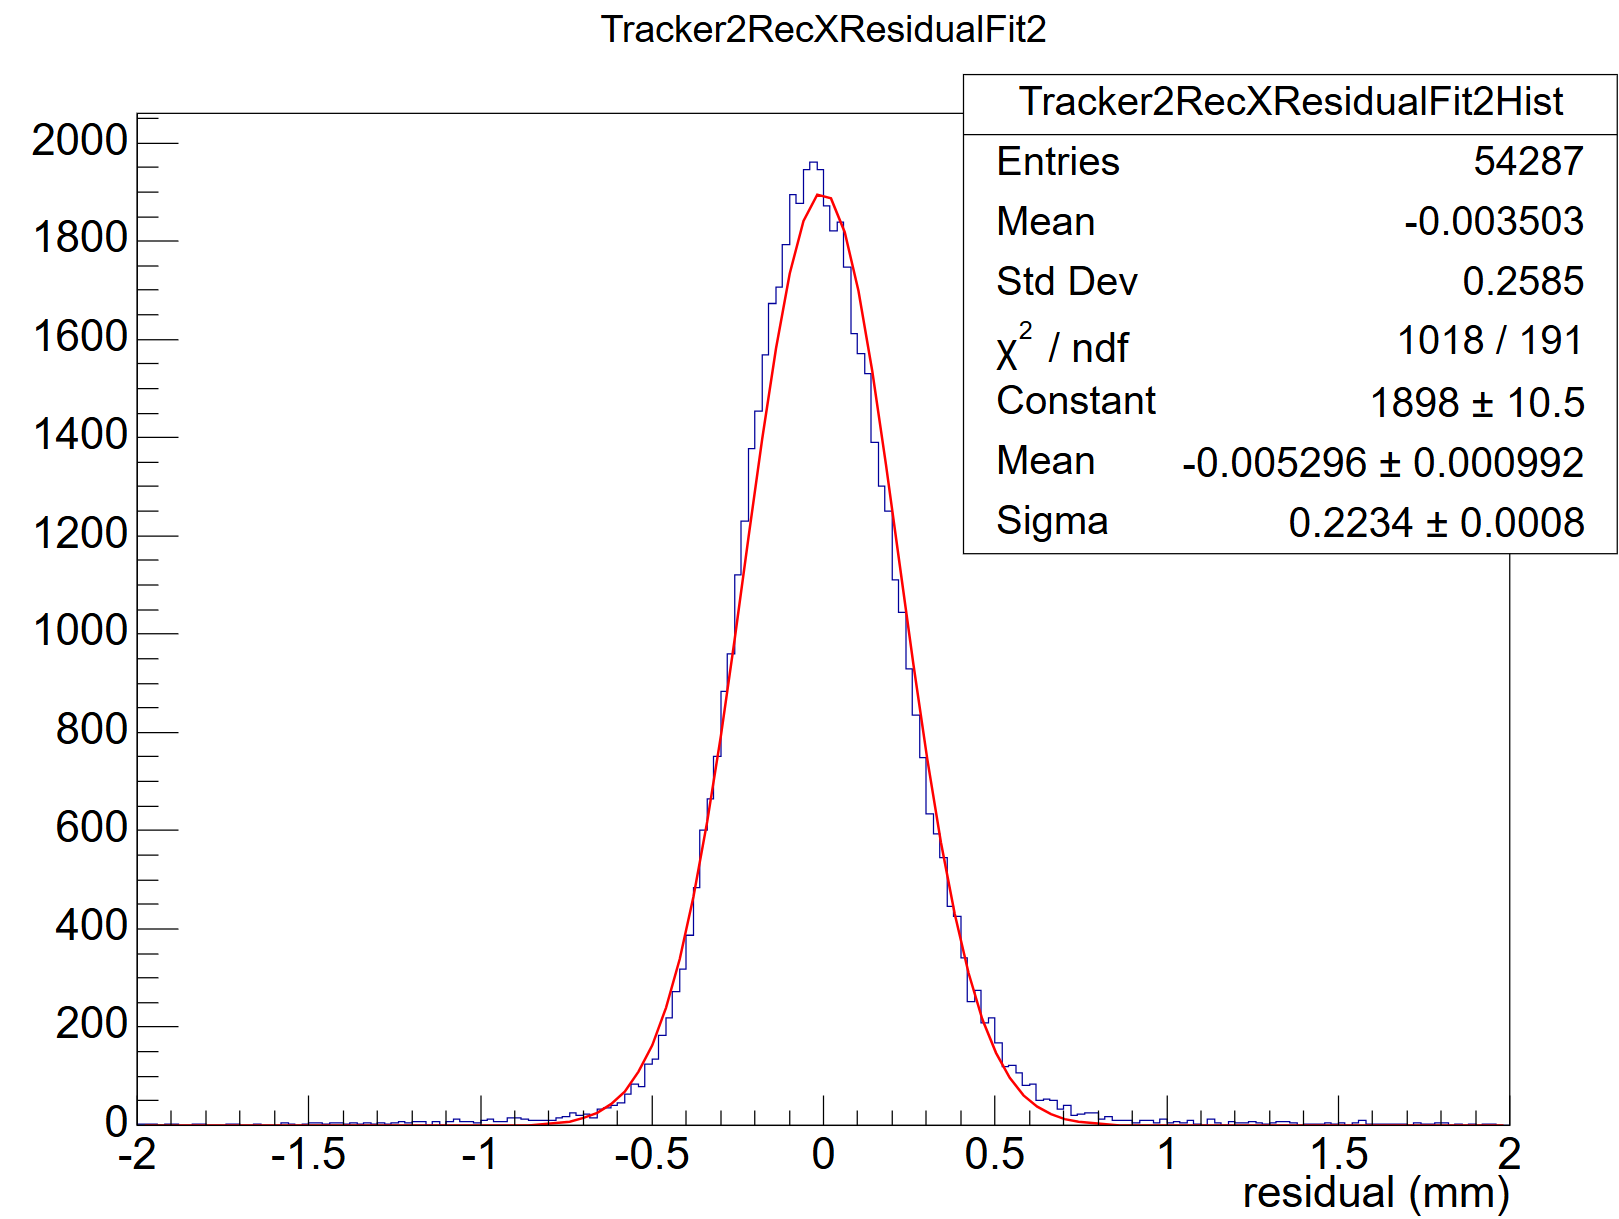 Tracker2RecXResidualFit2
Tracker2RecXResidualFit2Hist
Entries 54287
Mean -0.003503
Std Dev 0.2585
χ² / ndf 1018 / 191
Constant 1898 ± 10.5
Mean -0.005296 ± 0.000992
Sigma 0.2234 ± 0.0008
2000
1800
1600
1400
1200
1000
800
600
400
200
0
-2 -1.5 -1 -0.5 0 0.5 1 1.5 2
residual (mm)